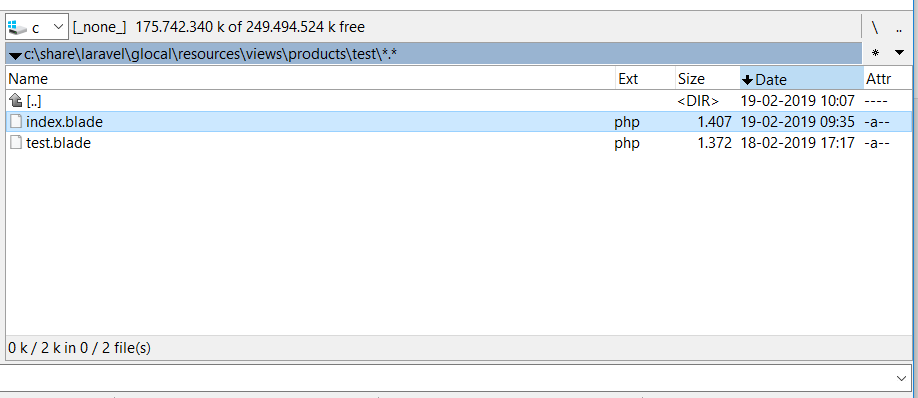 c [_none_] 175.742.340 k of 249.494.524 k free \ ..
c:\share\laravel\glocal\resources\views\products\test\*.* *
Name Ext Size Date Attr
[..] <DIR> 19-02-2019 10:07 ----
index.blade php 1.407 19-02-2019 09:35 -a--
test.blade php 1.372 18-02-2019 17:17 -a--
0 k / 2 k in 0 / 2 file(s)